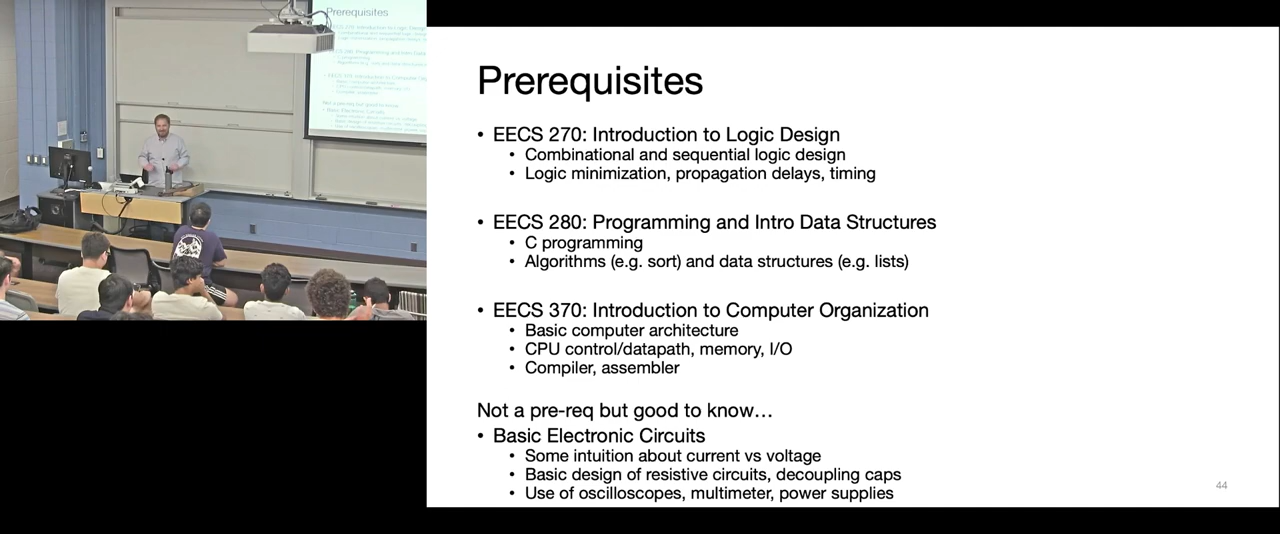 Prerequisites
• EECS 270: Introduction to Logic Design
• Combinational and sequential logic design
• Logic minimization, propagation delays, timing
• EECS 280: Programming and Intro Data Structures
• C programming
• Algorithms (e.g. sort) and data structures (e.g. lists)
• EECS 370: Introduction to Computer Organization
• Basic computer architecture
• CPU control/datapath, memory, I/O
• Compiler, assembler
Not a pre-req but good to know…
• Basic Electronic Circuits
• Some intuition about current vs voltage
• Basic design of resistive circuits, decoupling caps
• Use of oscilloscopes, multimeter, power supplies
44
Prerequisites